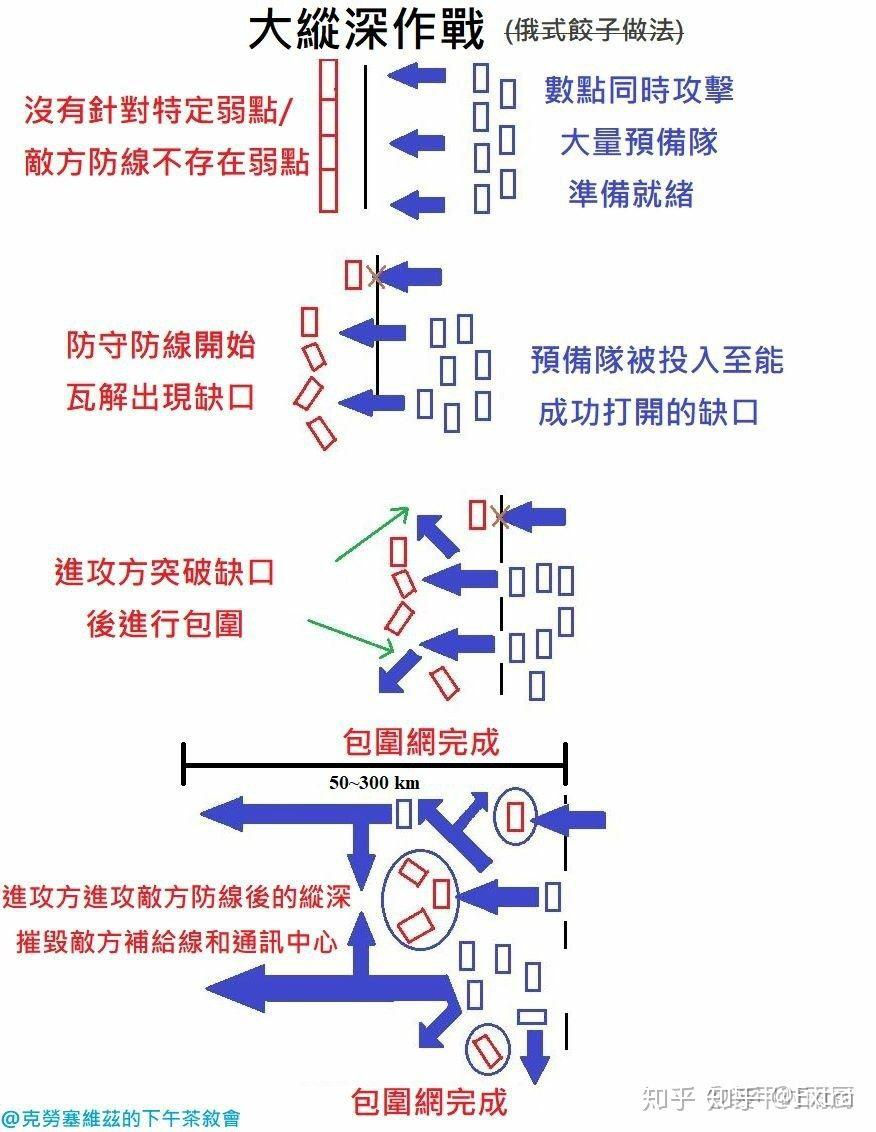 大縱深作戰 (俄式餃子做法)
沒有針對特定弱點/
敵方防線不存在弱點
數點同時攻擊
大量預備隊
準備就緒
防守防線開始
瓦解出現缺口
預備隊被投入至能
成功打開的缺口
進攻方突破缺口
後進行包圍
包圍網完成
50~300 km
進攻方進攻敵方防線後的縱深
摧毀敵方補給線和通訊中心
包圍網完成
@克勞塞維茲的下午茶敘會
知乎
知乎 @Extra